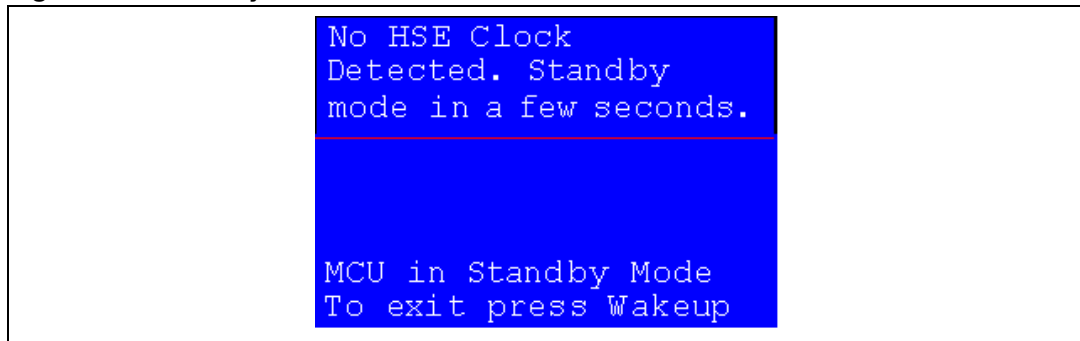 No HSE Clock
Detected. Standby
mode in a few seconds.
MCU in Standby Mode
To exit press Wakeup